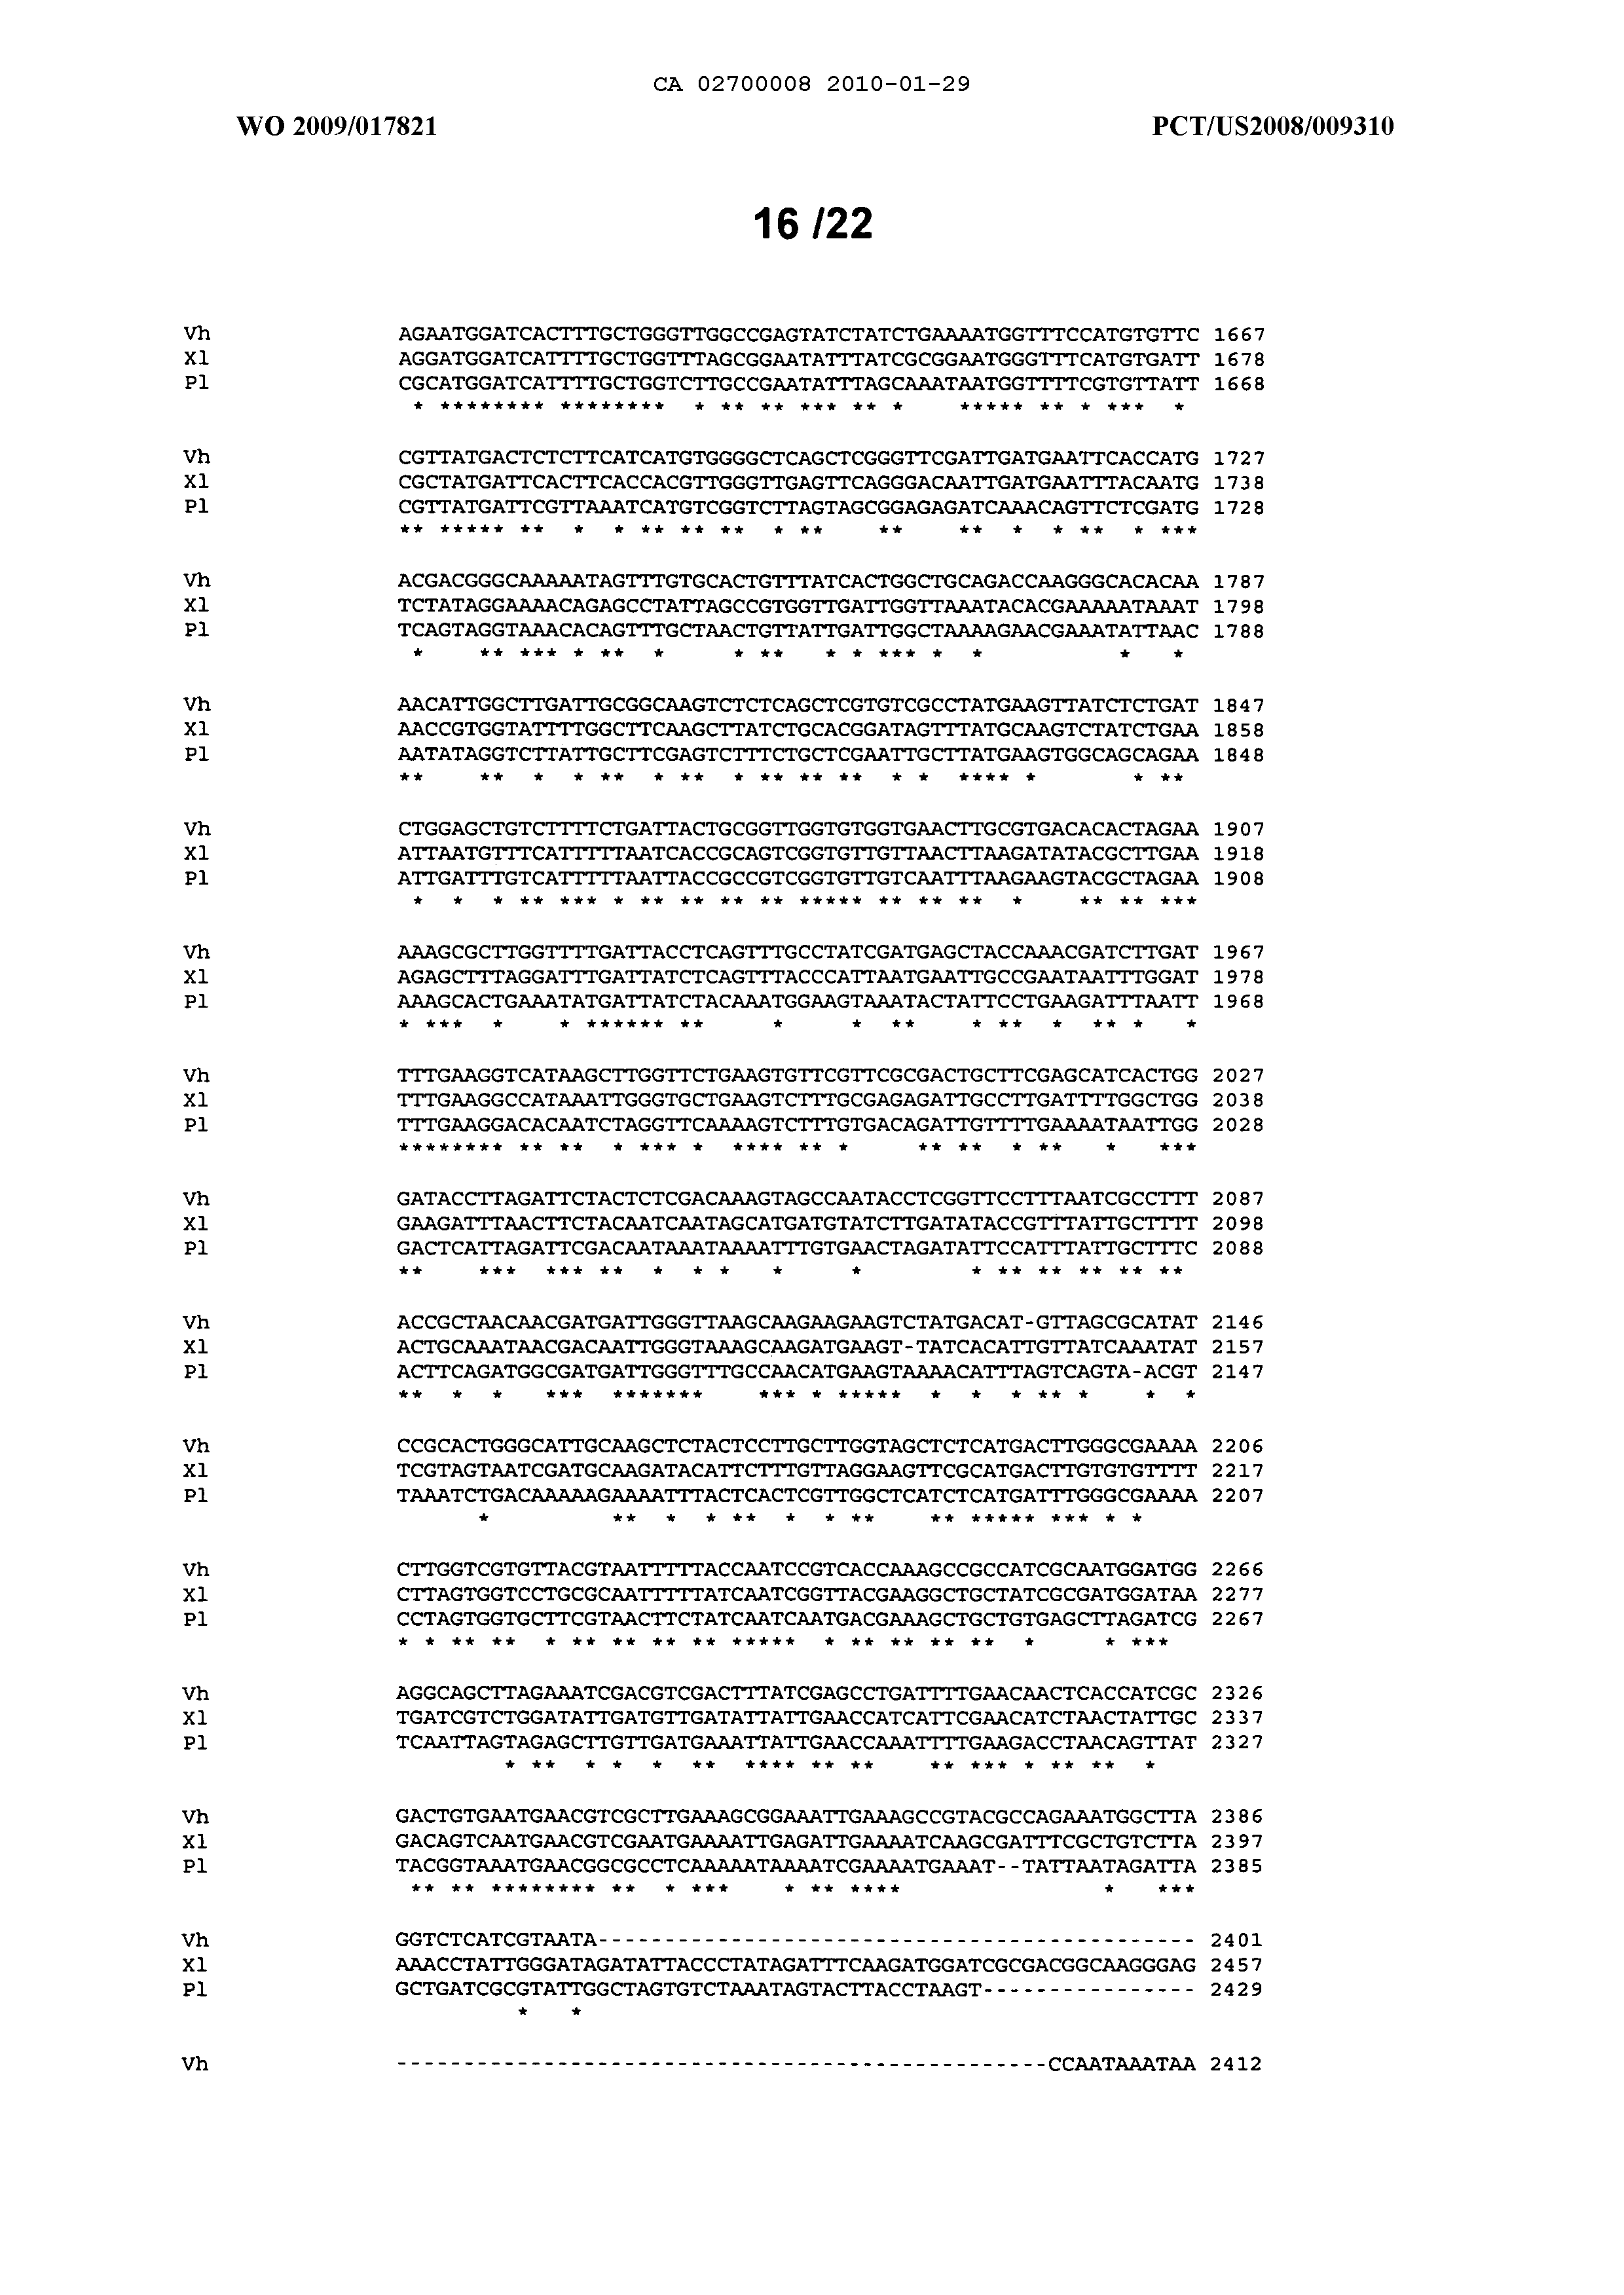 CA 02700008 2010-01-29
WO 2009/017821 PCT/US2008/009310
16 /22
Vh AGAATGGATCACTTTGCTGGGTTGGCCGAGTATCTATCTGAAAATGGTTTCCATGTGTTC 1667
Xl AGGATGGATCATTTTGCTGGTTTAGCGGAATATTTATCGCGGAATGGGTTTCATGTGATT 1678
Pl CGCATGGATCATTTTGCTGGTCTTGCCGAATATTTAGCAAATAATGGTTTTCGTGTTATT 1668
* ******** ******** * ** ** *** ** * ***** ** * *** *
Vh CGTTATGACTCTCTTCATCATGTGGGGCTCAGCTCGGGTTCGATTGATGAATTCACCATG 1727
Xl CGCTATGATTCACTTCACCACGTTGGGTTGAGTTCAGGGACAATTGATGAATTTACAATG 1738
Pl CGTTATGATTCGTTAAATCATGTCGGTCTTAGTAGCGGAGAGATCAAACAGTTCTCGATG 1728
** ***** ** * * ** ** ** * ** ** ** * * ** * ***
Vh ACGACGGGCAAAAATAGTTTGTGCACTGTTTATCACTGGCTGCAGACCAAGGGCACACAA 1787
Xl TCTATAGGAAAACAGAGCCTATTAGCCGTGGTTGATTGGTTAAATACACGAAAAATAAAT 1798
Pl TCAGTAGGTAAACACAGTTTGCTAACTGTTATTGATTGGCTAAAAGAACGAAATATTAAC 1788
* ** *** * ** * * ** * * *** * * * *
Vh AACATTGGCTTGATTGCGGCAAGTCTCTCAGCTCGTGTCGCCTATGAAGTTATCTCTGAT 1847
Xl AACCGTGGTATTTTGGCTTCAAGCTTATCTGCACGGATAGTTTATGCAAGTCTATCTGAA 1858
Pl AATATAGGTCTTATTGCTTCGAGTCTTTCTGCTCGAATTGCTTATGAAGTGGCAGCAGAA 1848
** ** * * ** * ** * ** ** ** * * **** * * **
Vh CTGGAGCTGTCTTTTCTGATTACTGCGGTTGGTGTGGTGAACTTGCGTGACACACTAGAA 1907
Xl ATTAATGTTTCATTTTTAATCACCGCAGTCGGTGTTGTTAACTTAAGATATACGCTTGAA 1918
Pl ATTGATTTGTCATTTTTAATTACCGCCGTCGGTGTTGTCAATTTAAGAAGTACGCTAGAA 1908
* * * ** *** * ** ** ** ** ***** ** ** ** * ** ** ***
Vh AAAGCGCTTGGTTTTGATTACCTCAGTTTGCCTATCGATGAGCTACCAAACGATCTTGAT 1967
Xl AGAGCTTTAGGATTTGATTATCTCAGTTTACCCATTAATGAATTGCCGAATAATTTGGAT 1978
Pl AAAGCACTGAAATATGATTATCTACAAATGGAAGTAAATACTATTCCTGAAGATTTAATT 1968
* *** * * ****** ** * * ** * ** * ** * *
Vh TTTGAAGGTCATAAGCTTGGTTCTGAAGTGTTCGTTCGCGACTGCTTCGAGCATCACTGG 2027
Xl TTTGAAGGCCATAAATTGGGTGCTGAAGTCTTTGCGAGAGATTGCCTTGATTTTGGCTGG 2038
Pl TTTGAAGGACACAATCTAGGTTCAAAAGTCTTTGTGACAGATTGTTTTGAAAATAATTGG 2028
******** ** ** * *** * **** ** * ** ** * ** * ***
Vh GATACCTTAGATTCTACTCTCGACAAAGTAGCCAATACCTCGGTTCCTTTAATCGCCTTT 2087
Xl GAAGATTTAACTTCTACAATCAATAGCATGATGTATCTTGATATACCGTTTATTGCTTTT 2098
Pl GACTCATTAGATTCGACAATAAATAAAATTTGTGAACTAGATATTCCATTTATTGCTTTC 2088
** *** *** ** * * * * * * ** ** ** ** **
Vh ACCGCTAACAACGATGATTGGGTTAAGCAAGAAGAAGTCTATGACAT-GTTAGCGCATAT 2146
Xl ACTGCAAATAACGACAATTGGGTAAAGCAAGATGAAGT-TATCACATTGTTATCAAATAT 2157
Pl ACTTCAGATGGCGATGATTGGGTTTGCCAACATGAAGTAAAACATTTAGTCAGTA-ACGT 2147
** * * *** ******* *** * ***** * * * ** * * *
Vh CCGCACTGGGCATTGCAAGCTCTACTCCTTGCTTGGTAGCTCTCATGACTTGGGCGAAAA 2206
Xl TCGTAGTAATCGATGCAAGATACATTCTTTGTTAGGAAGTTCGCATGACTTGTGTGTTTT 2217
Pl TAAATCTGACAAAAAGAAAATTTACTCACTCGTTGGCTCATCTCATGATTTGGGCGAAAA 2207
* ** * * ** * * ** ** ***** *** * *
Vh CTTGGTCGTGTTACGTAATTTTTACCAATCCGTCACCAAAGCCGCCATCGCAATGGATGG 2266
Xl CTTAGTGGTCCTGCGCAATTTTTATCAATCGGTTACGAAGGCTGCTATCGCGATGGATAA 2277
Pl CCTAGTGGTGCTTCGTAACTTCTATCAATCAATGACGAAAGCTGCTGTGAGCTTAGATCG 2267
* * ** ** * ** ** ** ** ***** * ** ** ** ** * * ***
Vh AGGCAGCTTAGAAATCGACGTCGACTTTATCGAGCCTGATTTTGAACAACTCACCATCGC 2326
Xl TGATCGTCTGGATATTGATGTTGATATTATTGAACCATCATTCGAACATCTAACTATTGC 2337
Pl TCAATTAGTAGAGCTTGTTGATGAAATTATTGAACCAAATTTTGAAGACCTAACAGTTAT 2327
* ** * * * ** **** ** ** ** *** * ** ** *
Vh GACTGTGAATGAACGTCGCTTGAAAGCGGAAATTGAAAGCCGTACGCCAGAAATGGCTTA 2386
Xl GACAGTCAATGAACGTCGAATGAAAATTGAGATTGAAAATCAAGCGATTTCGCTGTCTTA 2397
Pl TACGGTAAATGAACGGCGCCTCAAAAATAAAATCGAAAATGAAAT--TATTAATAGATTA 2385
** ** ******** ** * *** * ** **** * ***
Vh GGTCTCATCGTAATA--------------------------------------------- 2401
Xl AAACCTATTGGGATAGATATTACCCTATAGATTTCAAGATGGATCGCGACGGCAAGGGAG 2457
Pl GCTGATCGCGTATTGGCTAGTGTCTAAATAGTACTTACCTAAGT---------------- 2429
* *
Vh -------------------------------------------------CCAATAAATAA 2412